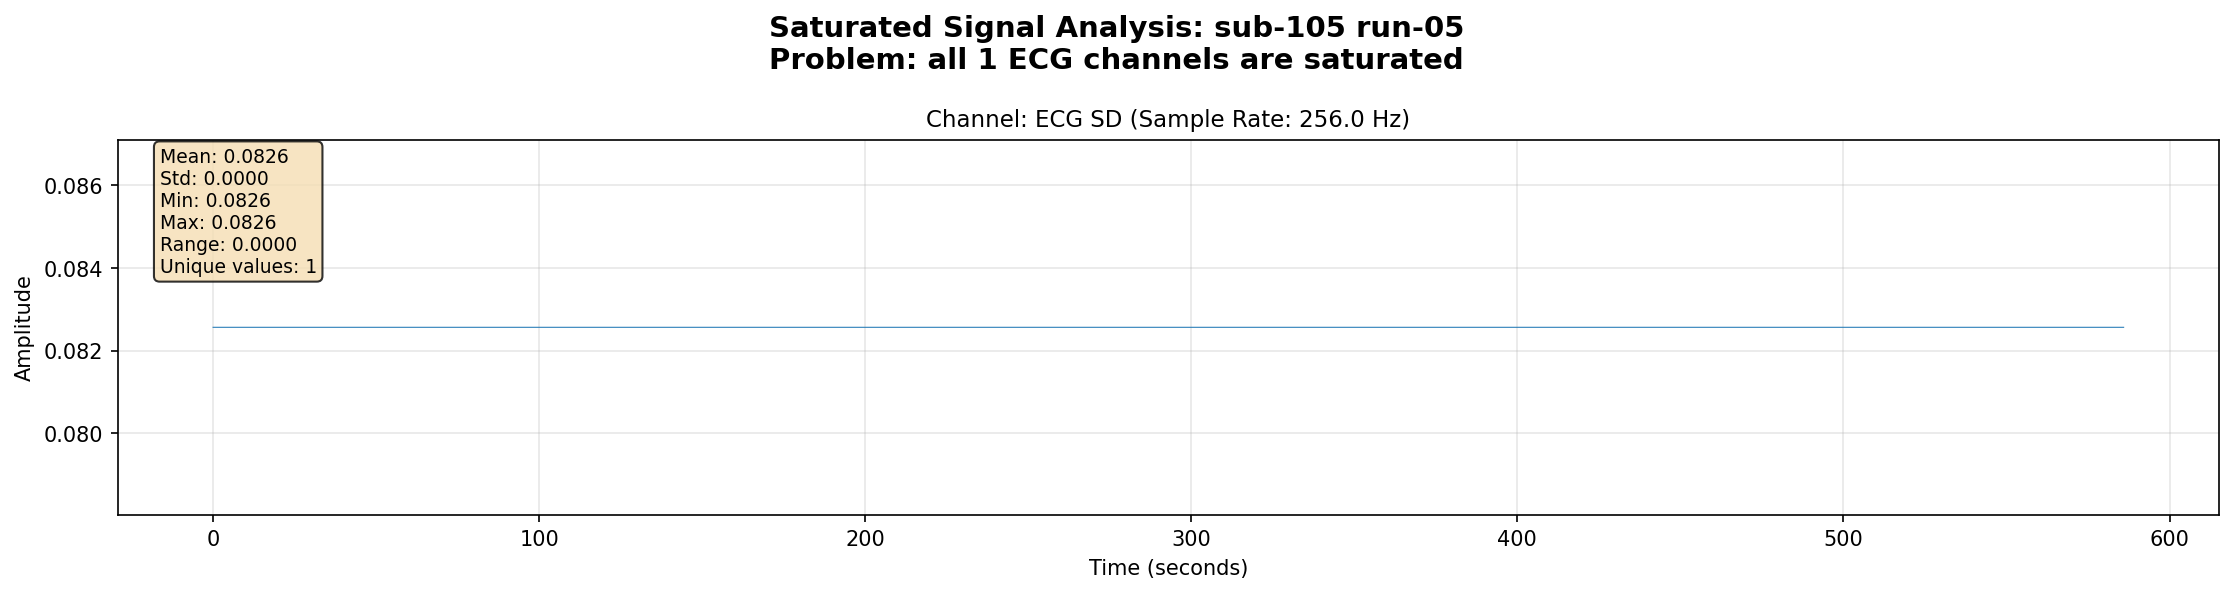 Saturated Signal Analysis: sub-105 run-05
Problem: all 1 ECG channels are saturated
Channel: ECG SD (Sample Rate: 256.0 Hz)
Mean: 0.0826
Std: 0.0000
Min: 0.0826
Max: 0.0826
Range: 0.0000
Unique values: 1
Amplitude
0.086
0.084
0.082
0.080
0 100 200 300 400 500 600
Time (seconds)